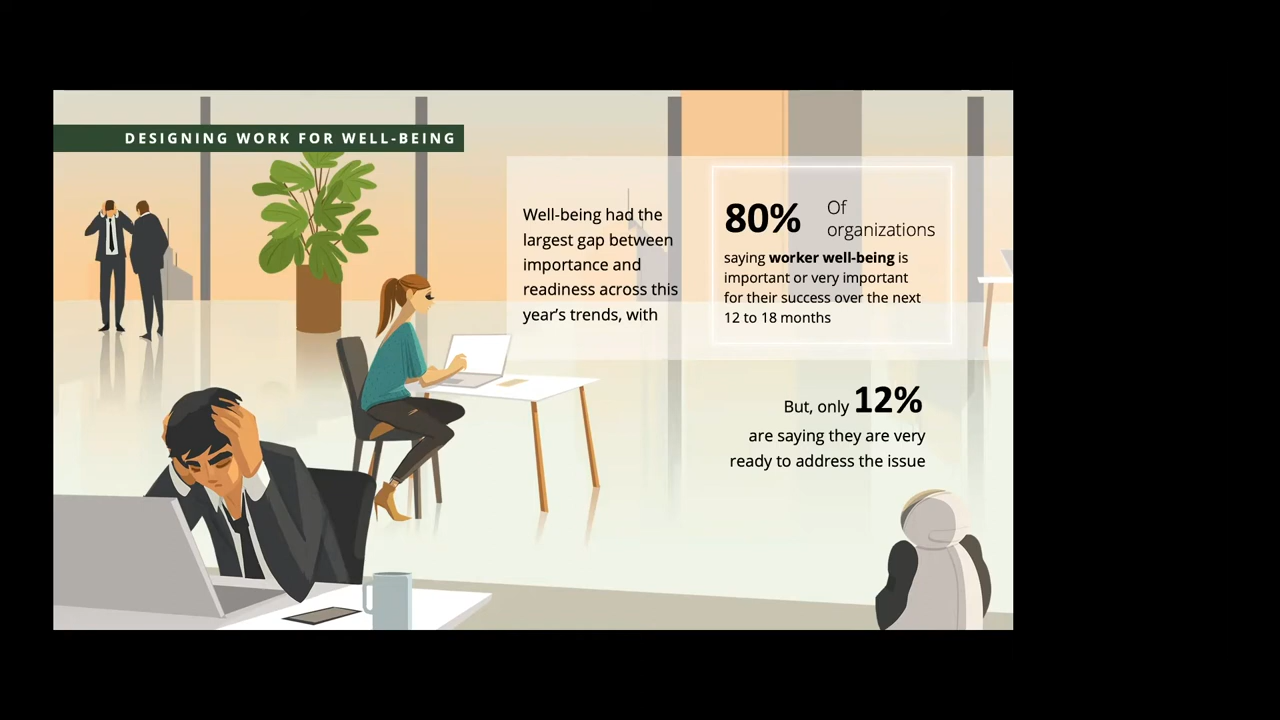 DESIGNING WORK FOR WELL-BEING
Well-being had the
largest gap between
importance and
readiness across this
year's trends, with
80% Of
organizations
saying worker well-being is
important or very important
for their success over the next
12 to 18 months
But, only 12%
are saying they are very
ready to address the issue